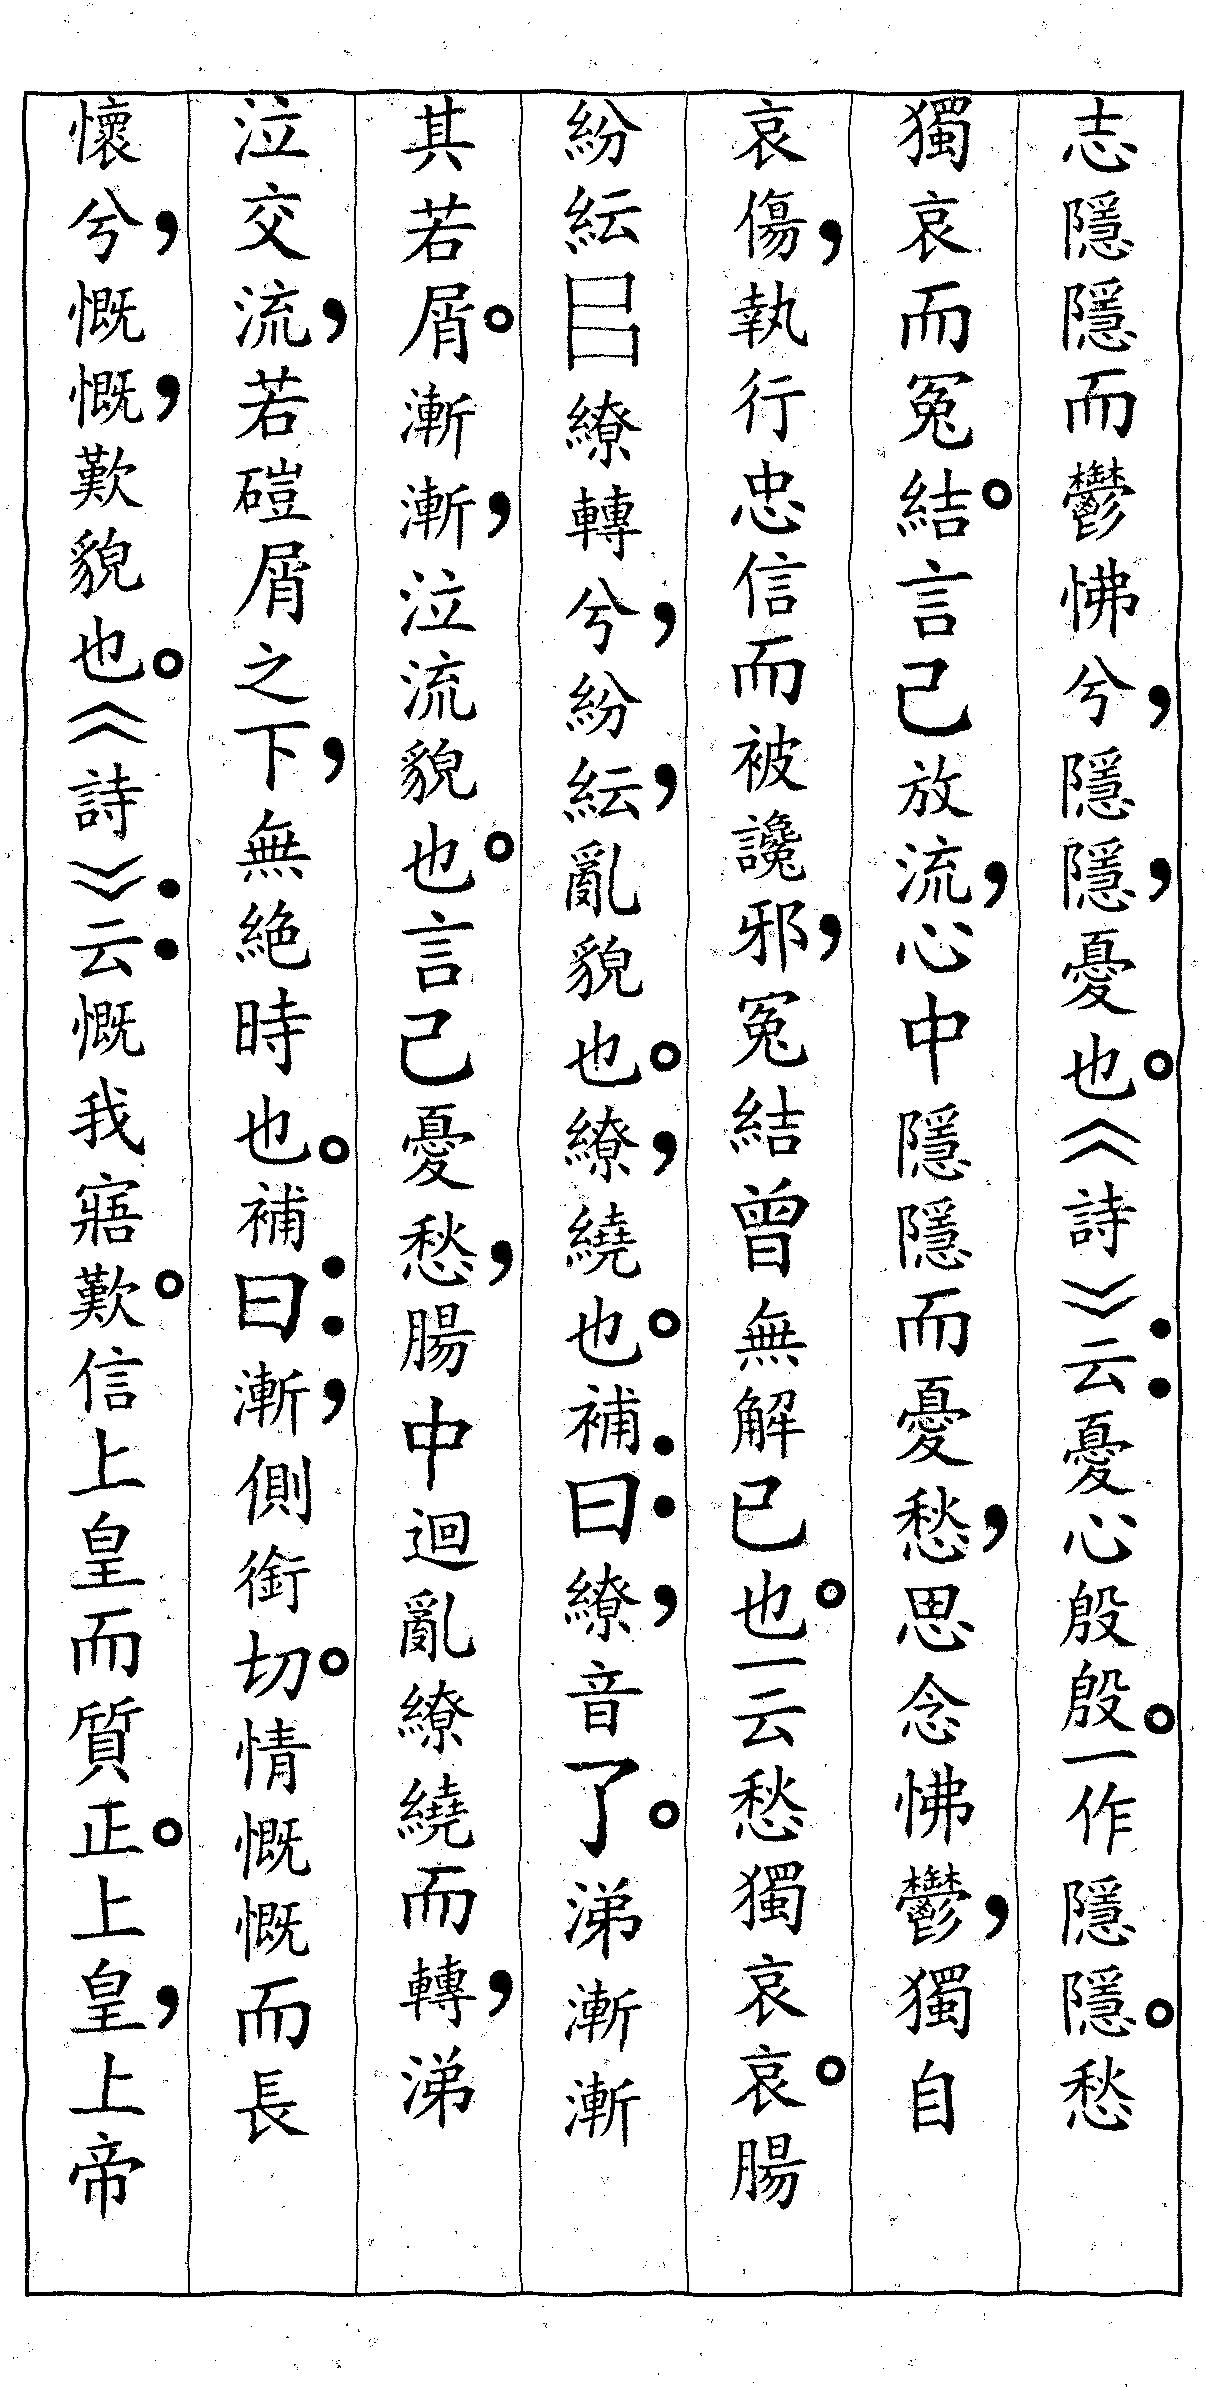 志隱隱而鬱怫兮，隱隱，憂也。《詩》云：憂心殷殷。一作隱隱。愁
獨哀而冤結。言己放流，心中隱隱而憂愁，思念怫鬱，獨自
哀傷，執行忠信而被讒邪，冤結曾無解已也。一云愁獨哀哀。腸
紛紜㠯繚轉兮，紛紜，亂貌也。繚，繞也。補曰：繚，音了。涕漸漸
其若屑。漸漸，泣流貌也。言己憂愁，腸中迴亂繚繞而轉，涕
泣交流，若磑屑之下，無絶時也。補曰：漸，側銜切。情慨慨而長
懷兮，慨慨，歎貌也。《詩》云：慨我寤歎。信上皇而質正。上皇，上帝